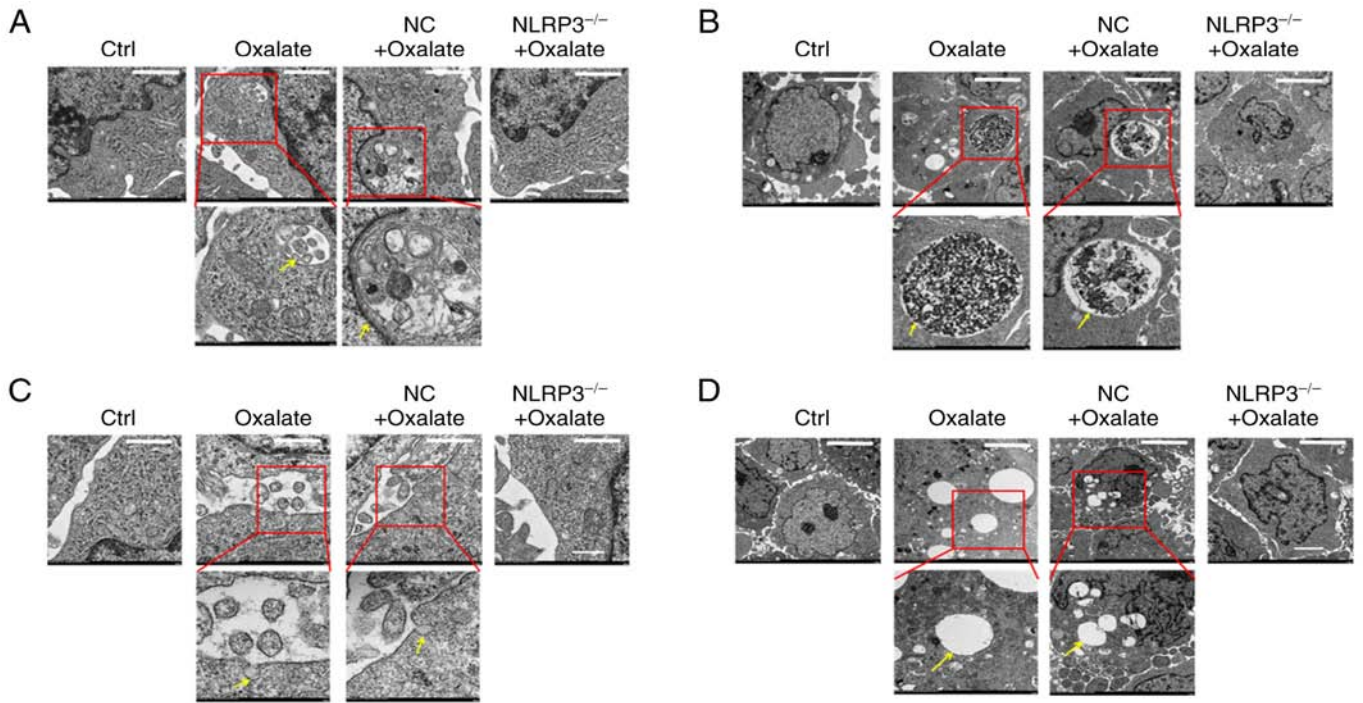 A
Ctrl
Oxalate
NC
+Oxalate
NLRP3−/−
+Oxalate
B
Ctrl
Oxalate
NC
+Oxalate
NLRP3−/−
+Oxalate
C
Ctrl
Oxalate
NC
+Oxalate
NLRP3−/−
+Oxalate
D
Ctrl
Oxalate
NC
+Oxalate
NLRP3−/−
+Oxalate